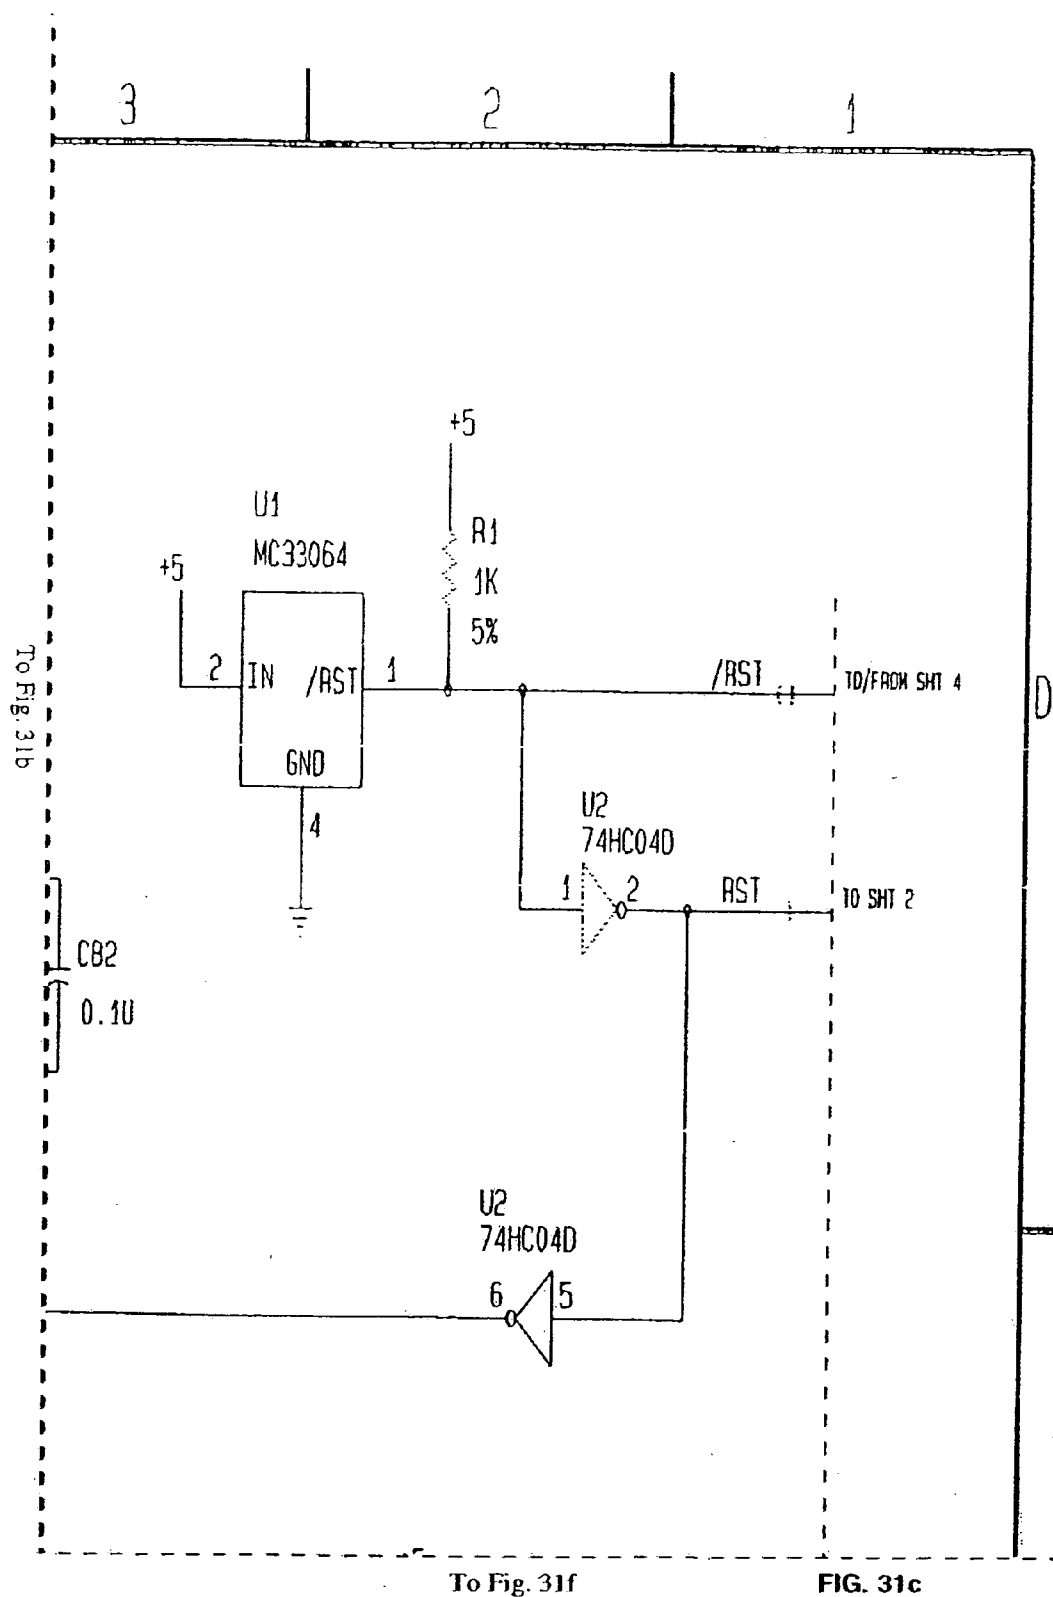 3 2 1
+5
U1
MC33064
R1
1K
5%
+5
2 IN /RST 1
GND
4
/RST
TO/FROM SHT 4
D
To Fig. 31b
U2
74HC04D
1 2
RST
TO SHT 2
CB2
0.1U
U2
74HC04D
6 5
To Fig. 31f
FIG. 31c